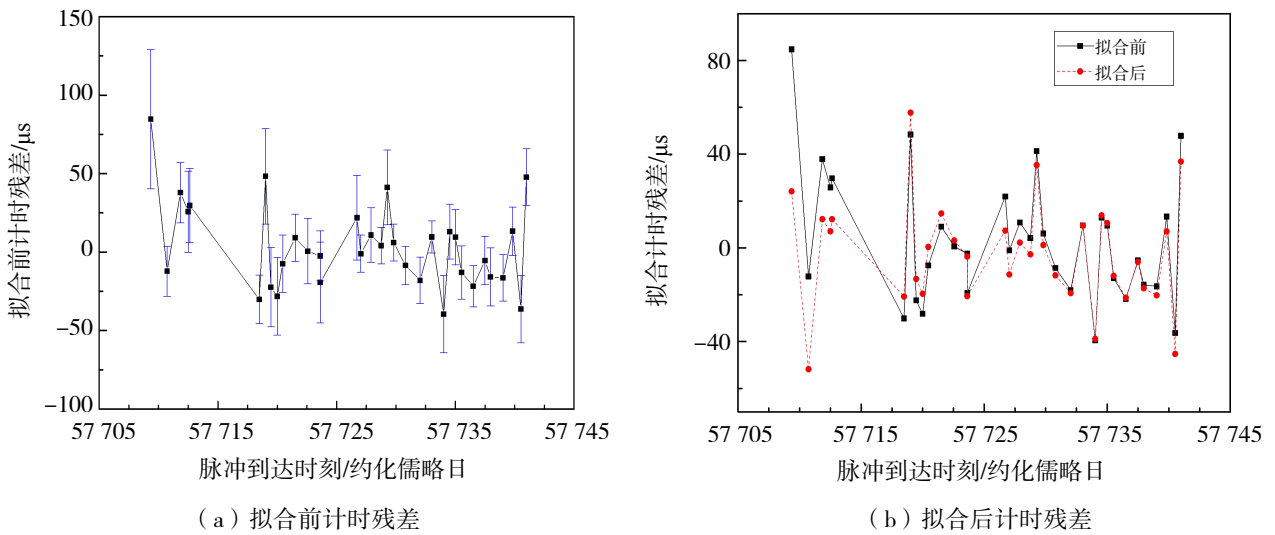 150
100
50
0
−50
−100
拟合前计时残差/μs
57 705
57 715
57 725
57 735
57 745
脉冲到达时刻/约化儒略日
（a）拟合前计时残差
80
40
0
−40
拟合计时残差/μs
拟合前
拟合后
57 705
57 715
57 725
57 735
57 745
脉冲到达时刻/约化儒略日
（b）拟合后计时残差